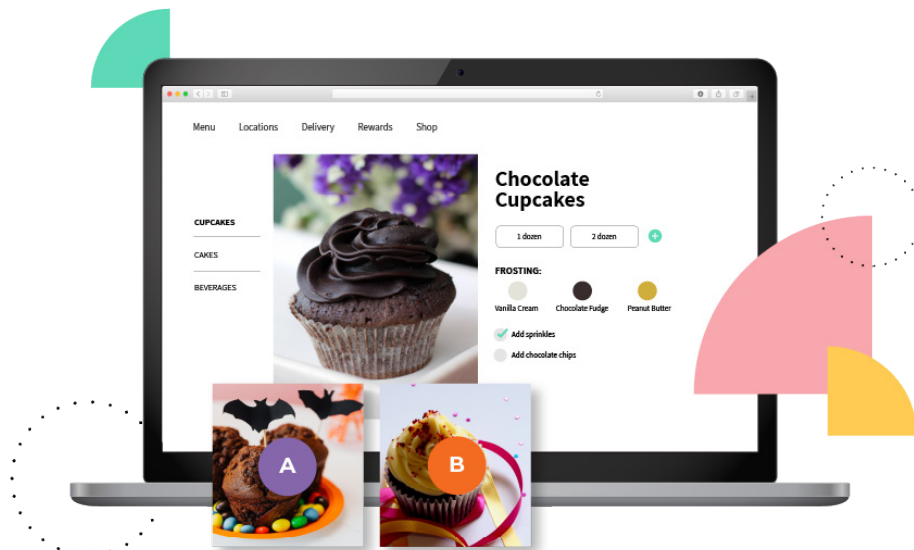 Menu Locations Delivery Rewards Shop
CUPCAKES
CAKES
BEVERAGES
Chocolate
Cupcakes
1 dozen 2 dozen +
FROSTING:
Vanilla Cream Chocolate Fudge Peanut Butter
Add sprinkles
Add chocolate chips
A B